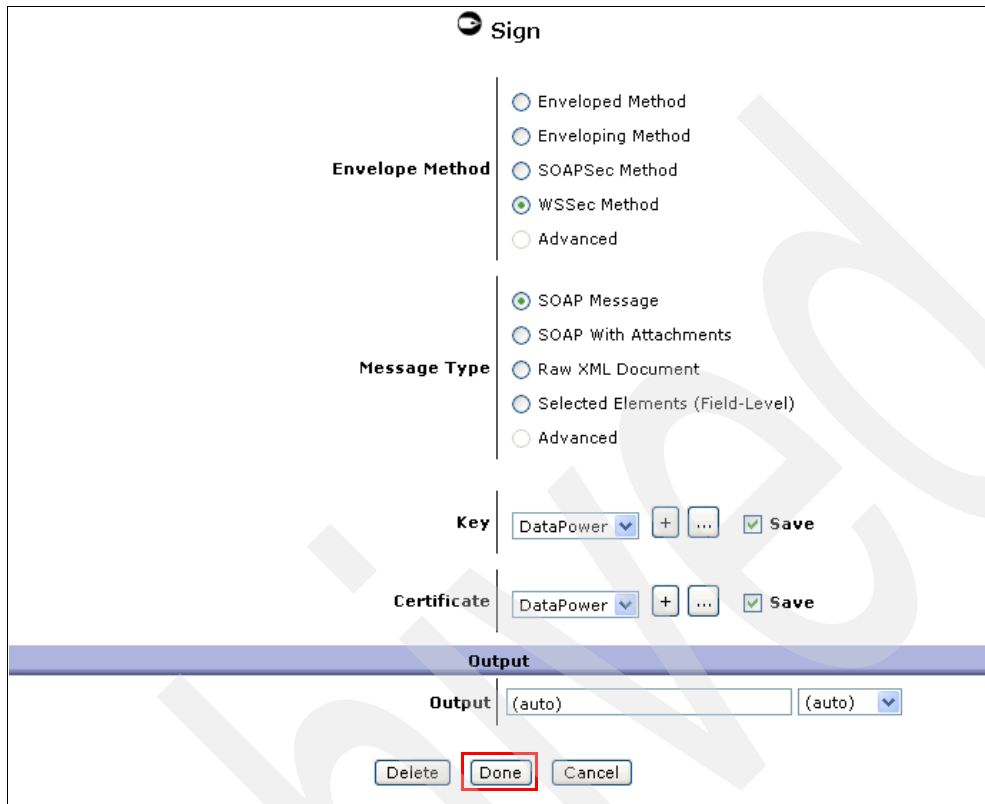 Sign
Envelope Method
Enveloped Method
Enveloping Method
SOAPSec Method
WSSec Method
Advanced
Message Type
SOAP Message
SOAP With Attachments
Raw XML Document
Selected Elements (Field-Level)
Advanced
Key DataPower + ... Save
Certificate DataPower + ... Save
Output
Output (auto) (auto)
Delete Done Cancel